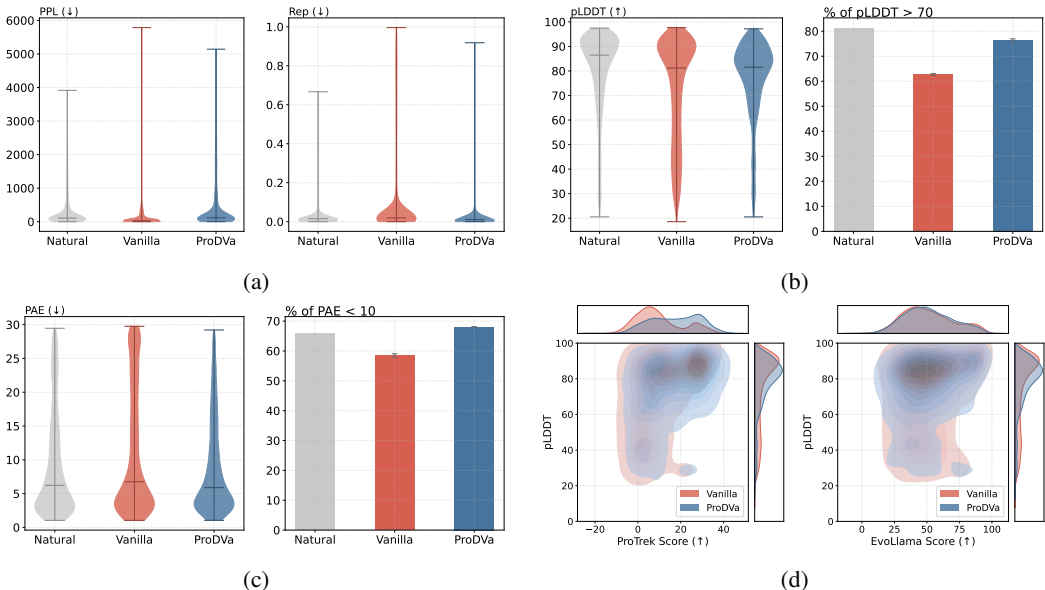 PPL (↓)
6000
5000
4000
3000
2000
1000
0
Natural
Vanilla
ProDVa
Rep (↓)
1.0
0.8
0.6
0.4
0.2
0.0
Natural
Vanilla
ProDVa
(a)
pLDDT (↑)
100
90
80
70
60
50
40
30
20
Natural
Vanilla
ProDVa
% of pLDDT > 70
80
70
60
50
40
30
20
10
0
Natural
Vanilla
ProDVa
(b)
PAE (↓)
30
25
20
15
10
5
0
Natural
Vanilla
ProDVa
% of PAE < 10
70
60
50
40
30
20
10
0
Natural
Vanilla
ProDVa
(c)
100
80
60
40
20
0
pLDDT
−20
0
20
40
ProTrek Score (↑)
Vanilla
ProDVa
100
80
60
40
20
0
pLDDT
0
25
50
75
100
EvoLlama Score (↑)
Vanilla
ProDVa
(d)